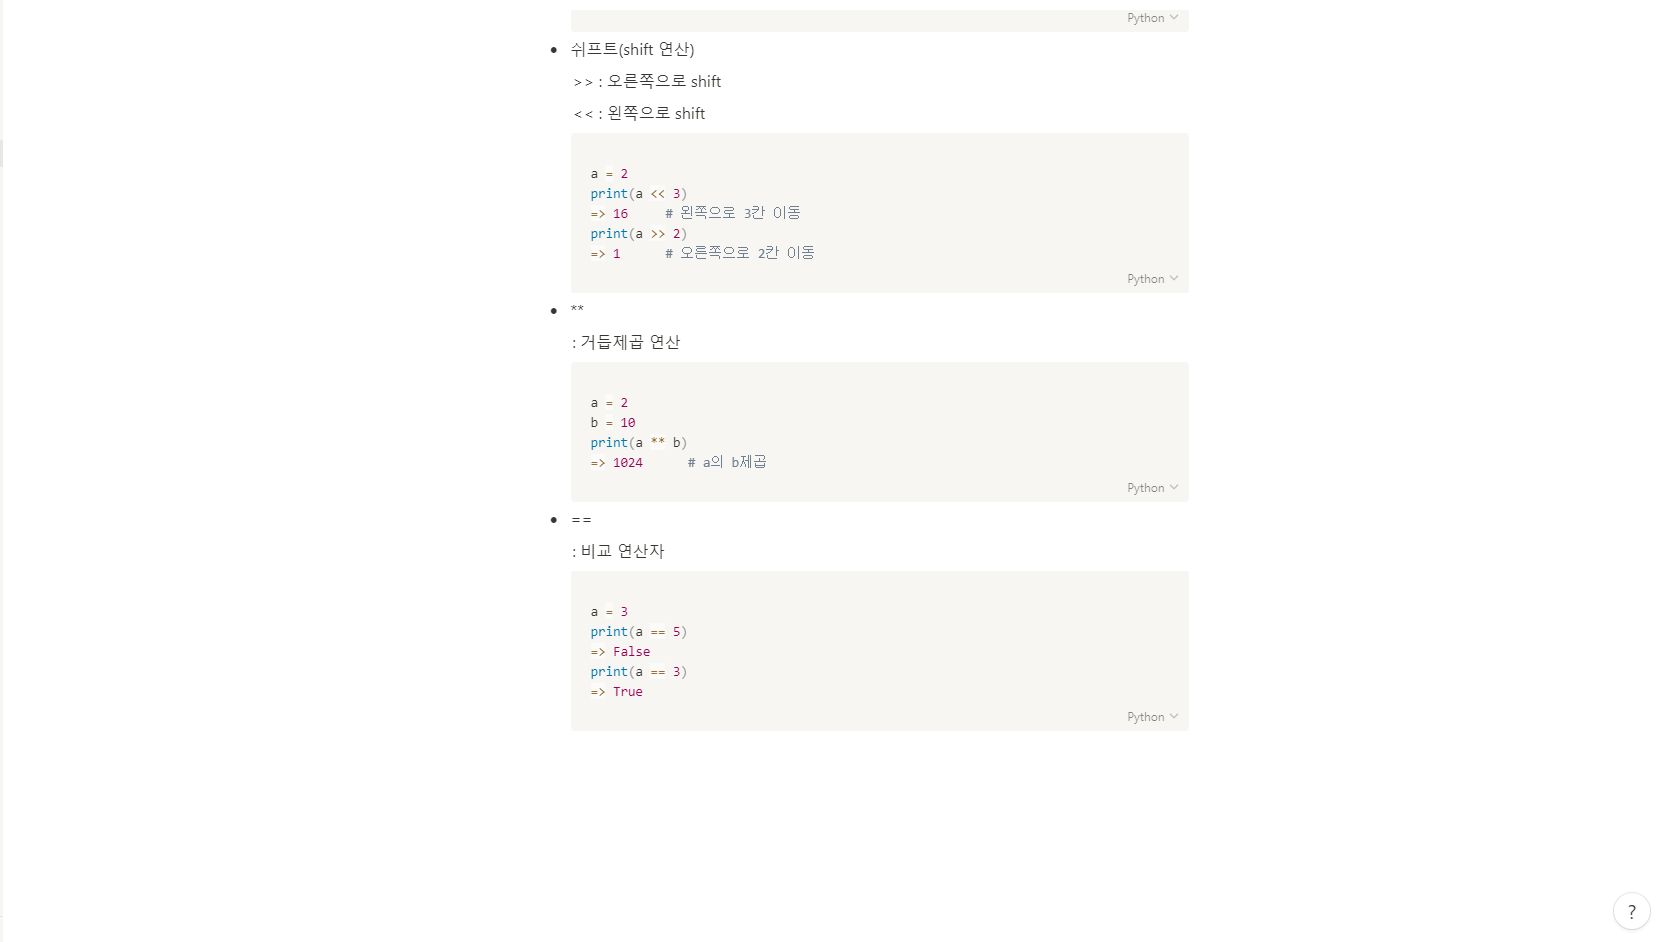 Python
• 쉬프트(shift 연산)
>> : 오른쪽으로 shift
<< : 왼쪽으로 shift
a = 2
print(a << 3)
=> 16     # 왼쪽으로 3칸 이동
print(a >> 2)
=> 1      # 오른쪽으로 2칸 이동
Python
• **
: 거듭제곱 연산
a = 2
b = 10
print(a ** b)
=> 1024      # a의 b제곱
Python
• ==
: 비교 연산자
a = 3
print(a == 5)
=> False
print(a == 3)
=> True
Python
?